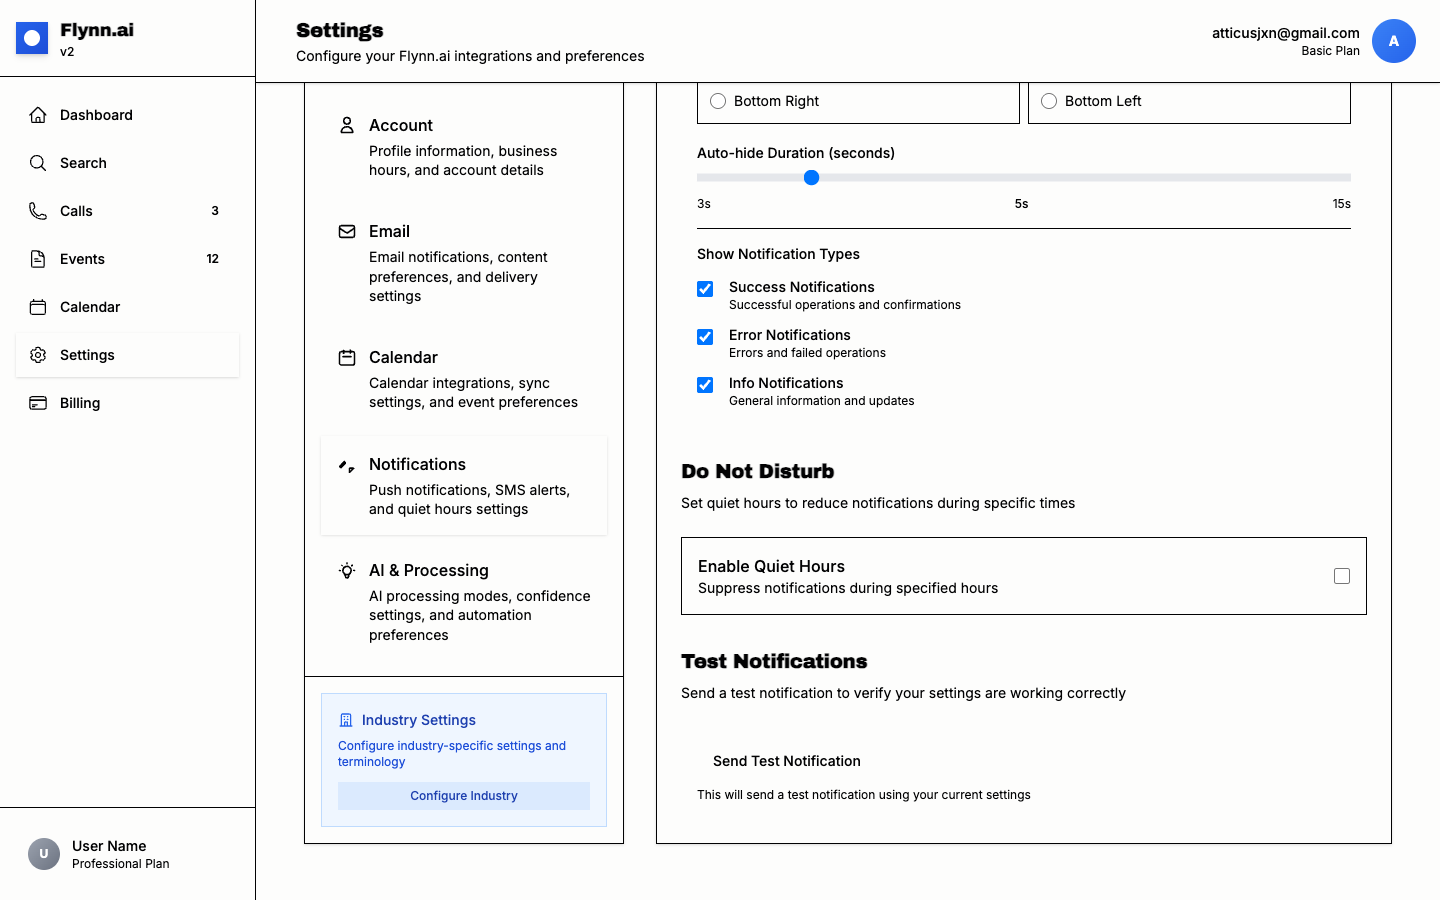 Flynn.ai
v2
Dashboard
Search
Calls 3
Events 12
Calendar
Settings
Billing
U
User Name
Professional Plan
Settings
Configure your Flynn.ai integrations and preferences
atticusjxn@gmail.com
Basic Plan
A
Account
Profile information, business
hours, and account details
Email
Email notifications, content
preferences, and delivery
settings
Calendar
Calendar integrations, sync
settings, and event preferences
Notifications
Push notifications, SMS alerts,
and quiet hours settings
AI & Processing
AI processing modes, confidence
settings, and automation
preferences
Industry Settings
Configure industry-specific settings and
terminology
Configure Industry
Bottom Right
Bottom Left
Auto-hide Duration (seconds)
3s 5s 15s
Show Notification Types
Success Notifications
Successful operations and confirmations
Error Notifications
Errors and failed operations
Info Notifications
General information and updates
Do Not Disturb
Set quiet hours to reduce notifications during specific times
Enable Quiet Hours
Suppress notifications during specified hours
Test Notifications
Send a test notification to verify your settings are working correctly
Send Test Notification
This will send a test notification using your current settings